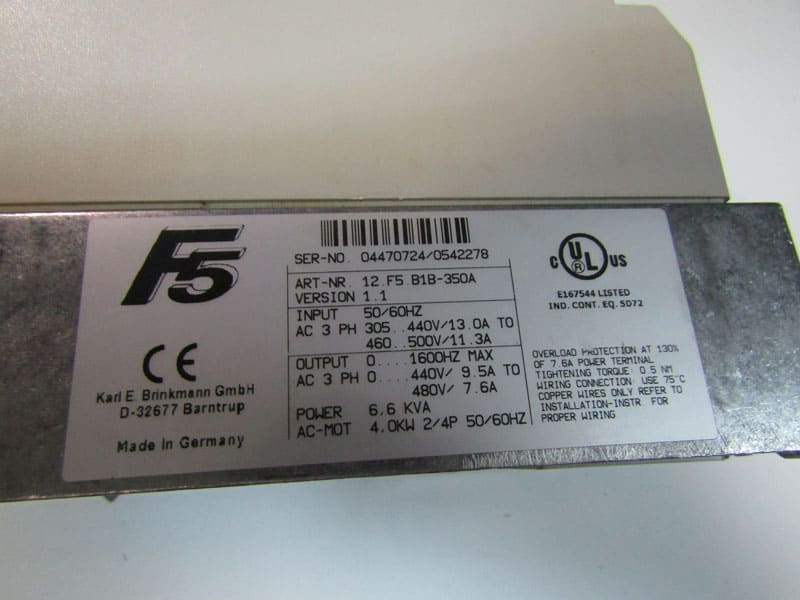 F5
SER-NO. 04470724/0542278
ART-NR. 12.F5.B1B-350A
VERSION 1.1
INPUT 50/60HZ
AC 3 PH 305..440V/13.0A TO
460..500V/11.3A
OUTPUT 0....1600HZ MAX
AC 3 PH 0....440V/ 9.5A TO
480V/ 7.6A
POWER 6,6 KVA
AC-MOT 4.0KW 2/4P 50/60HZ
CE
Karl E. Brinkmann GmbH
D-32677 Barntrup
Made in Germany
C UL® US
E167544 LISTED
IND. CONT. EQ. 5D72
OVERLOAD PROTECTION AT 130%
OF 7.6A POWER TERMINAL
TIGHTENING TORQUE: 0.5 NM
WIRING CONNECTION: USE 75°C
COPPER WIRES ONLY REFER TO
INSTALLATION-INSTR FOR
PROPER WIRING